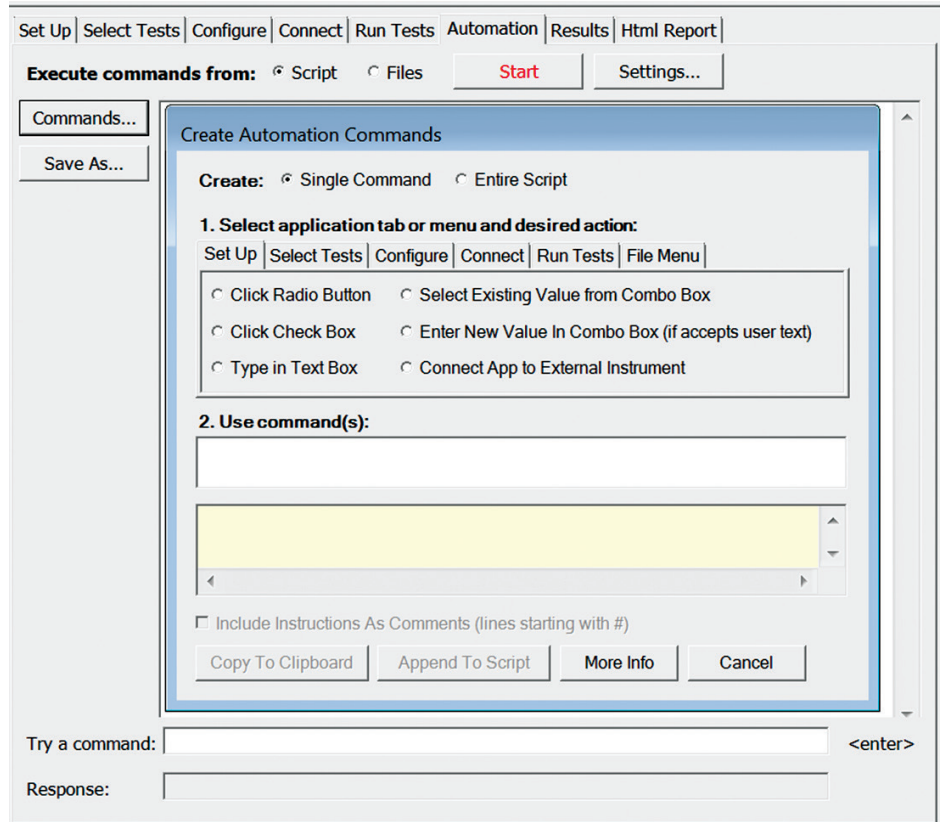 Set Up Select Tests Configure Connect Run Tests Automation Results Html Report
Execute commands from: Script Files Start Settings...
Commands...
Save As...
Create Automation Commands
Create: Single Command Entire Script
1. Select application tab or menu and desired action:
Set Up Select Tests Configure Connect Run Tests File Menu
Click Radio Button Select Existing Value from Combo Box
Click Check Box Enter New Value In Combo Box (if accepts user text)
Type in Text Box Connect App to External Instrument
2. Use command(s):
Include Instructions As Comments (lines starting with #)
Copy To Clipboard Append To Script More Info Cancel
Try a command: <enter>
Response: